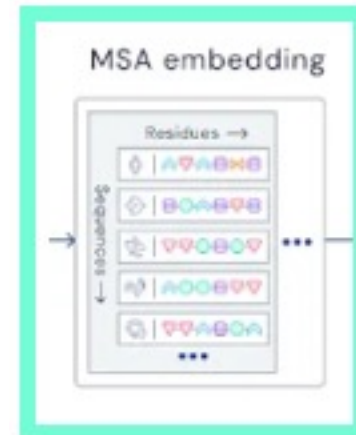 MSA embedding
Residues →
Sequences →